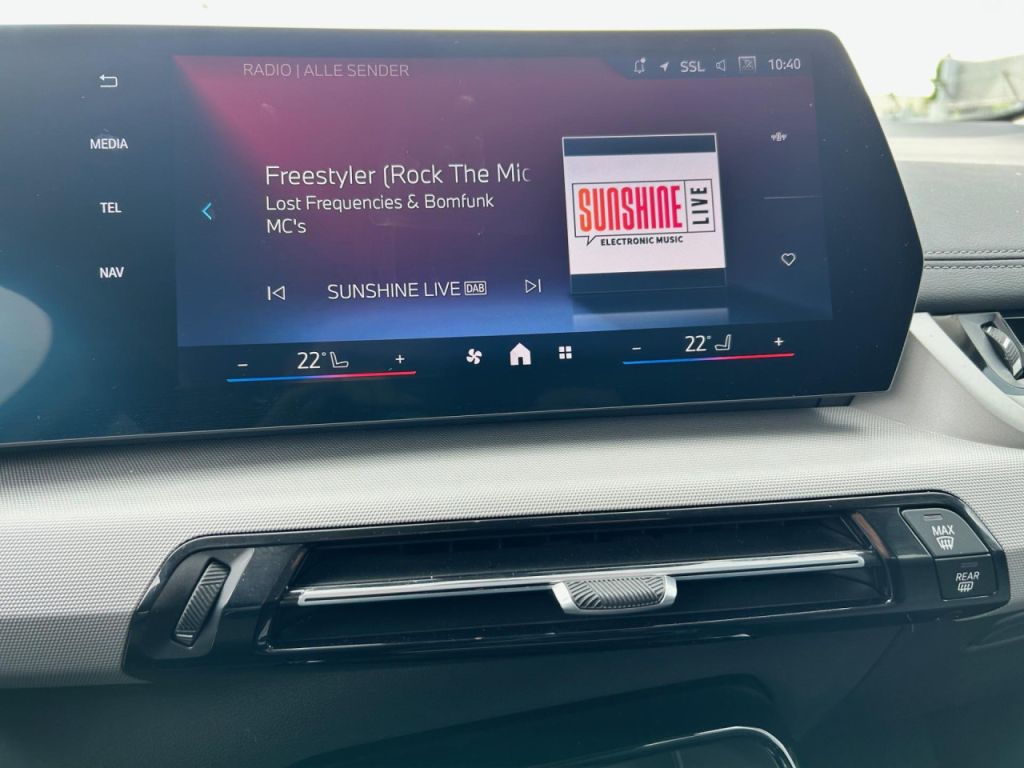 RADIO | ALLE SENDER
SSL
10:40
MEDIA
TEL
NAV
Freestyler (Rock The Mic
Lost Frequencies & Bomfunk
MC's
SUNSHINE LIVE DAB
SUNSHINE
LIVE
ELECTRONIC MUSIC
- 22° +
- 22° +
MAX
REAR